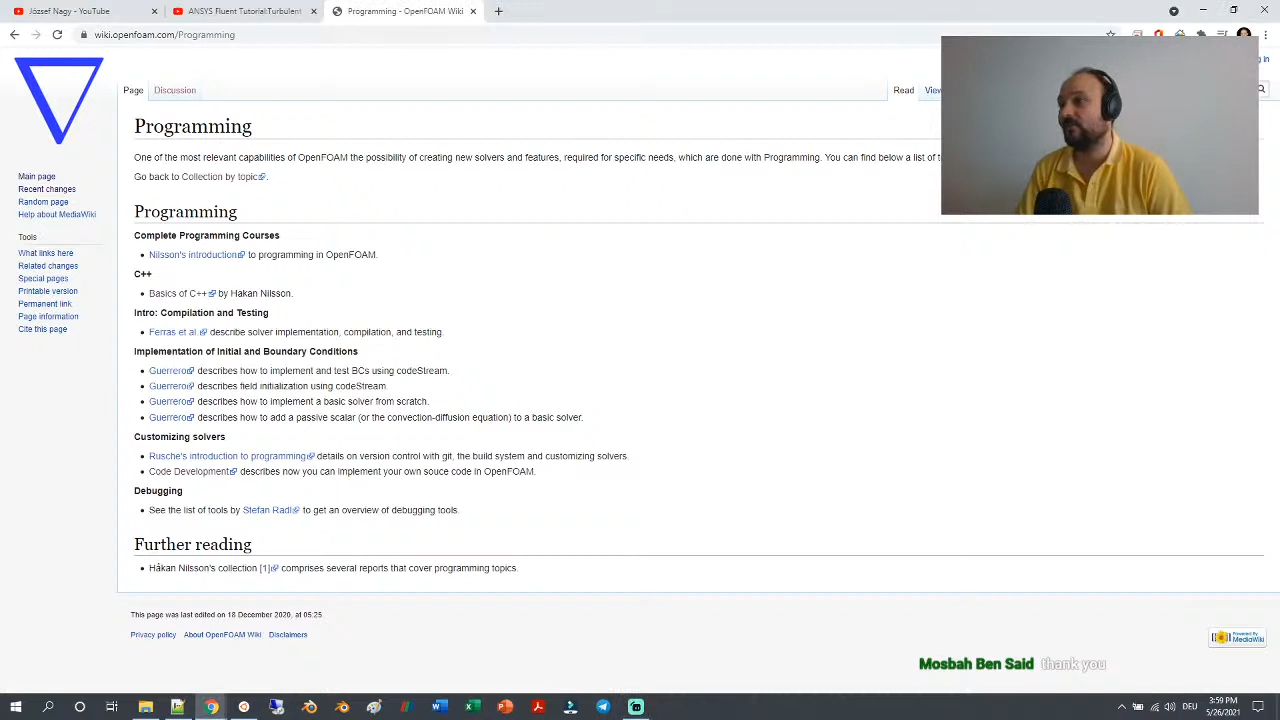 József Nagy - YouTube
ANSYS Fluent Tutorial:Turbulent
Programming - OpenFOAM Wiki
wiki.openfoam.com/Programming
in
Page
Discussion
Read
Programming
One of the most relevant capabilities of OpenFOAM the possibility of creating new solvers and features, required for specific needs, which are done with Programming. You can find below a list of
Go back to Collection by topic.
Main page
Recent changes
Random page
Help about MediaWiki
Tools
What links here
Related changes
Special pages
Printable version
Permanent link
Page information
Cite this page
Programming
Complete Programming Courses
Nilsson's introduction to programming in OpenFOAM.
C++
Basics of C++ by Hakan Nilsson.
Intro: Compilation and Testing
Ferras et al. describe solver implementation, compilation, and testing.
Implementation of Initial and Boundary Conditions
Guerrero describes how to implement and test BCs using codeStream.
Guerrero describes field initialization using codeStream.
Guerrero describes how to implement a basic solver from scratch.
Guerrero describes how to add a passive scalar (or the convection-diffusion equation) to a basic solver.
Customizing solvers
Rusche's introduction to programming details on version control with git, the build system and customizing solvers.
Code Development describes now you can implement your own souce code in OpenFOAM.
Debugging
See the list of tools by Stefan Radl to get an overview of debugging tools.
Further reading
Håkan Nilsson's collection [1] comprises several reports that cover programming topics.
This page was last edited on 18 December 2020, at 05:25
Privacy policy About OpenFOAM Wiki Disclaimers
Powered By
MediaWiki
Mosbah Ben Said thank you
DEU
3:59 PM
5/26/2021